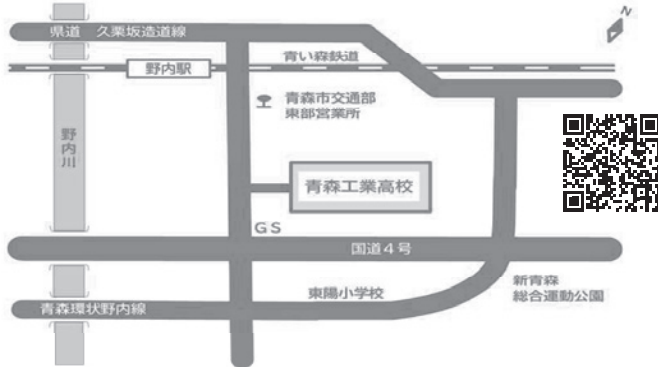 N
県道 久栗坂造道線
青い森鉄道
野内駅
青森市交通部
東部営業所
野内川
青森工業高校
GS
国道4号
東陽小学校
新青森
総合運動公園
青森環状野内線